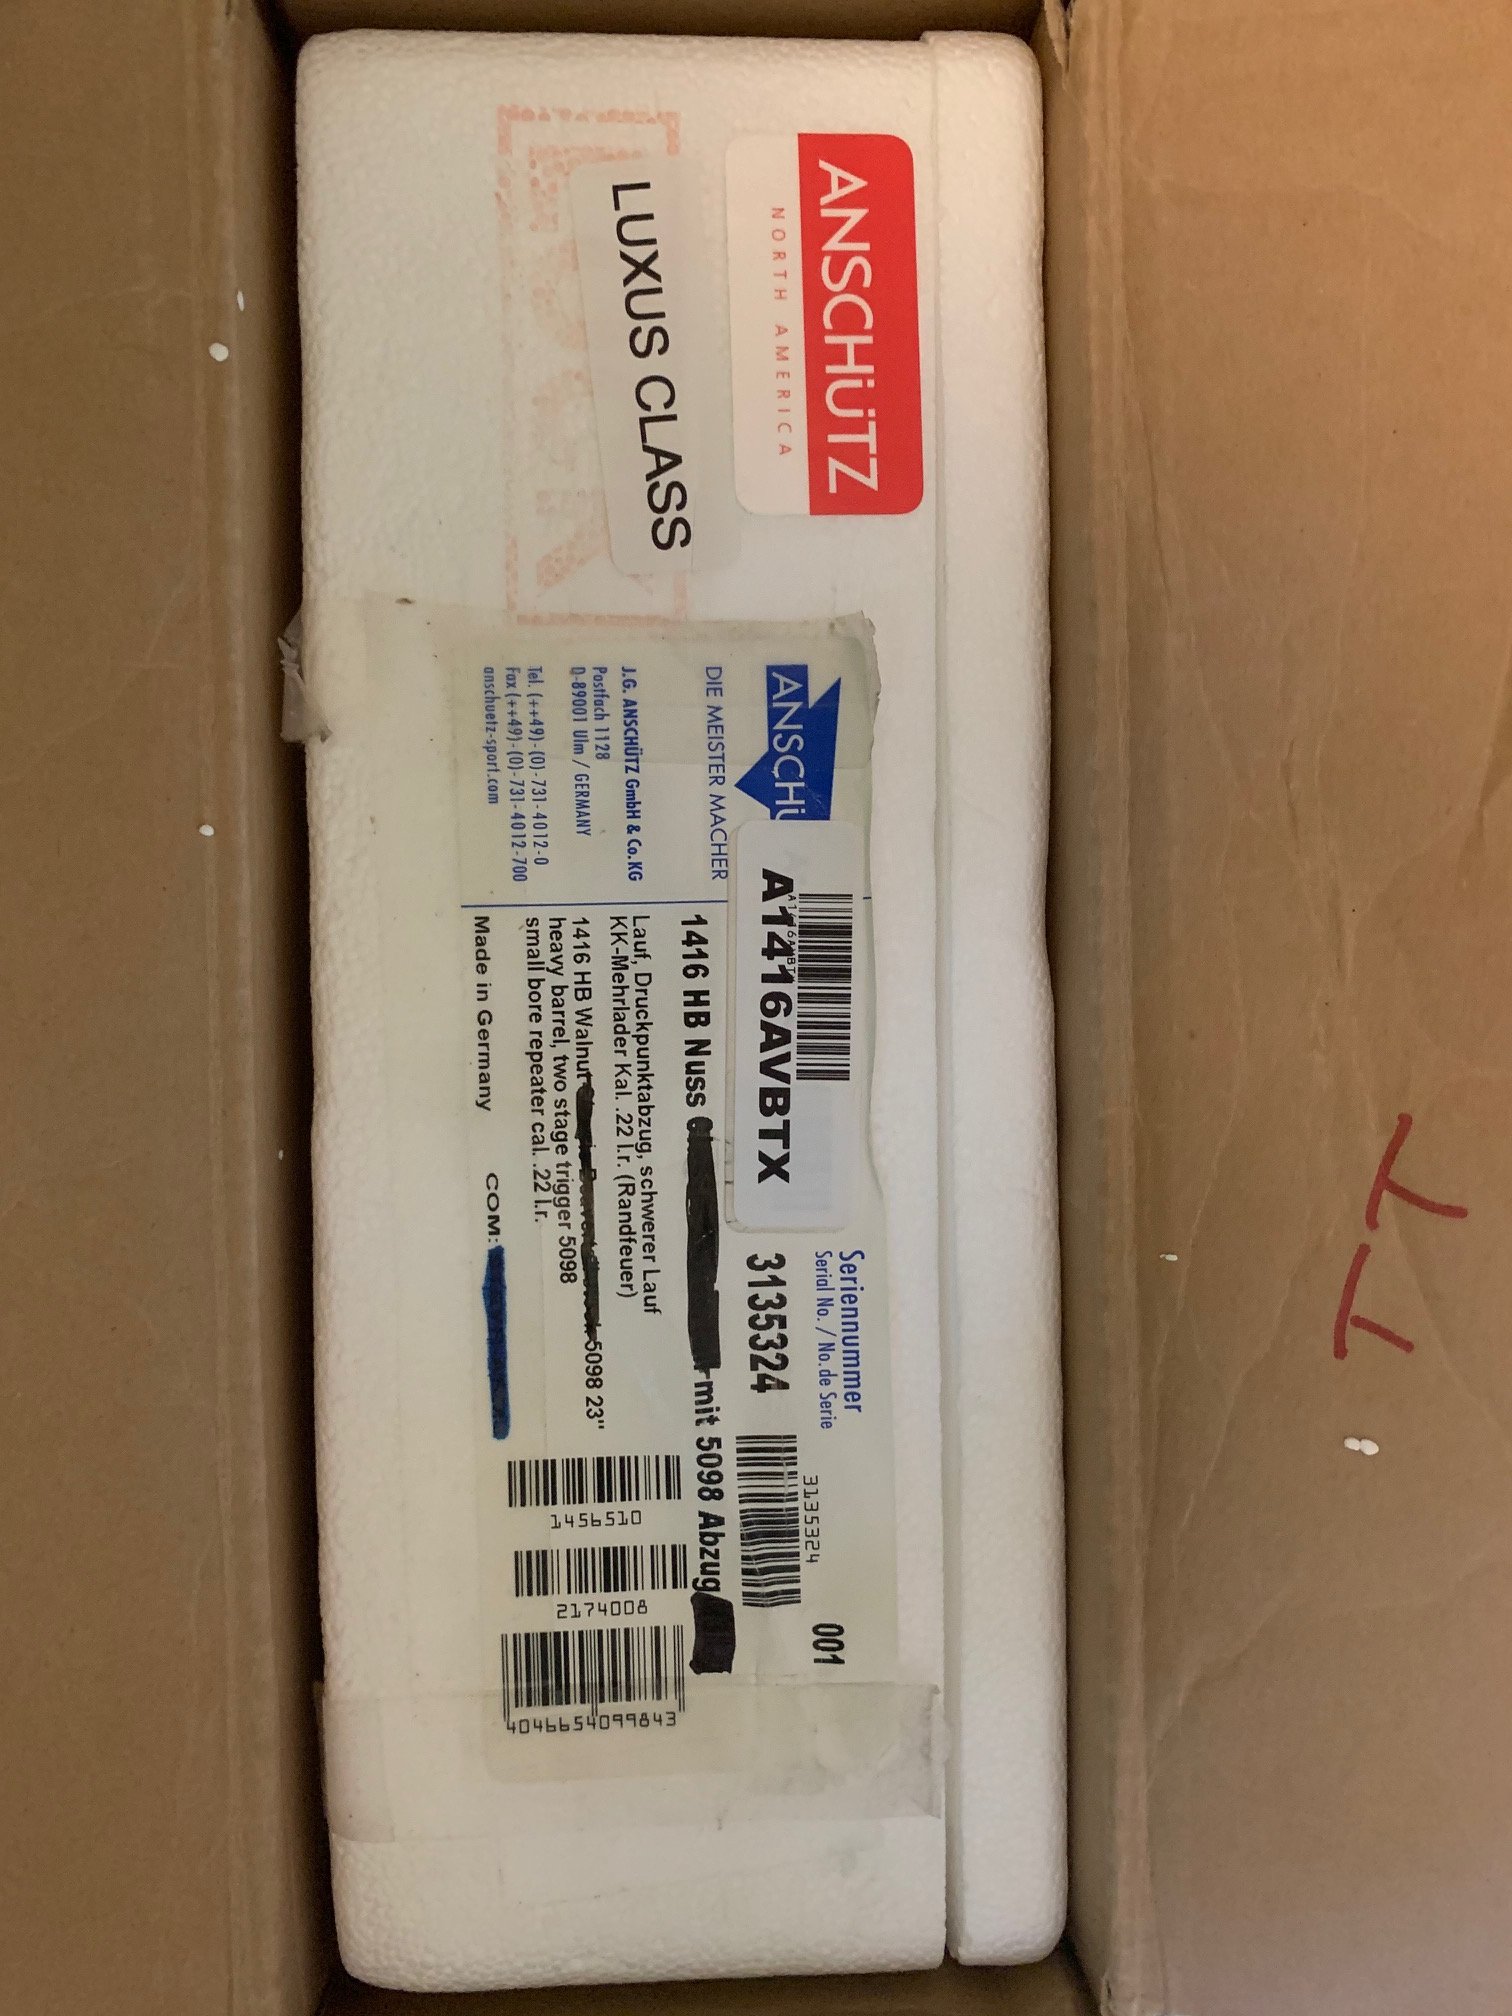 ANSCHÜTZ
NORTH AMERICA
LUXUS CLASS
ANSCHÜ
DIE MEISTER MACHER
J.G. ANSCHÜTZ GmbH & Co.KG
Postfach 1128
D-89001 Ulm / GERMANY
Tel. (++49)-(0)-731-4012-0
Fax (++49)-(0)-731-4012-700
anschuetz-sport.com
A1416AVBTX
A1416AVBTX
Seriennummer
Serial No. / No. de Serie
3135324
3135324
001
1416 HB Nuss mit 5098 Abzug
Lauf, Druckpunktabzug, schwerer Lauf
KK-Mehrlader Kal. .22 l.r. (Randfeuer)
1416 HB Walnut 5098 23"
heavy barrel, two stage trigger 5098
small bore repeater cal. .22 l.r.
Made in Germany COM:
1456510
2174008
4046654099843